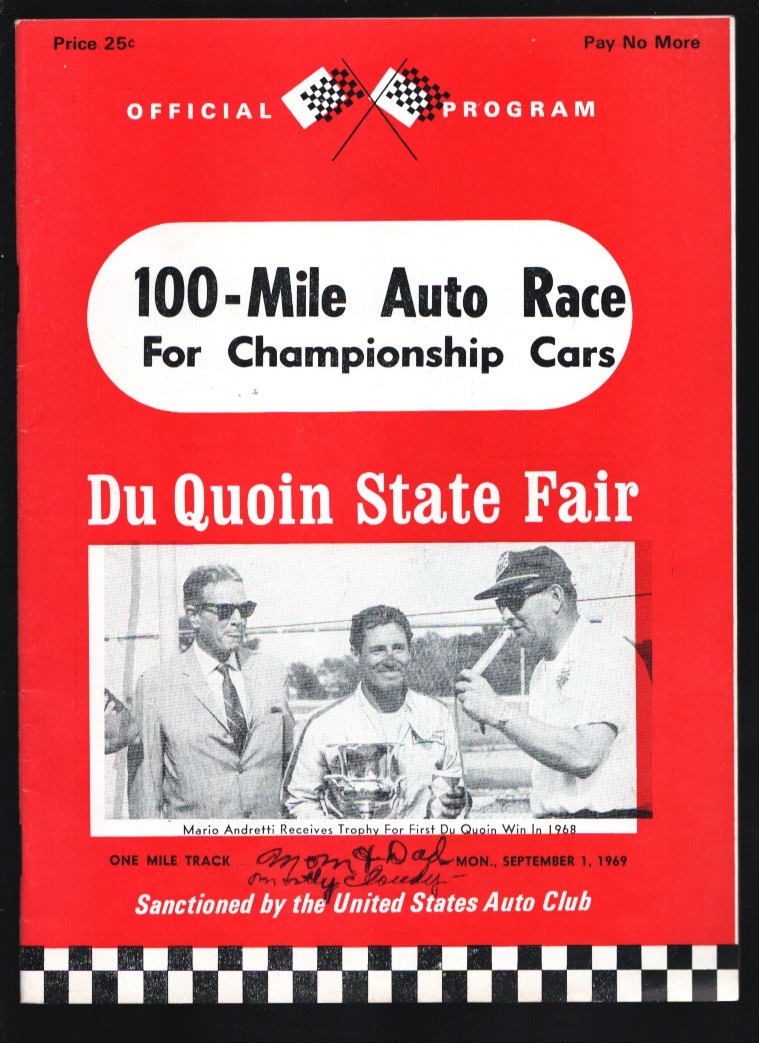 Price 25¢ Pay No More
OFFICIAL PROGRAM
100-Mile Auto Race
For Championship Cars
Du Quoin State Fair
Mario Andretti Receives Trophy For First Du Quoin Win In 1968
ONE MILE TRACK Mom & Dad MON., SEPTEMBER 1, 1969
Cloudy-
Sanctioned by the United States Auto Club